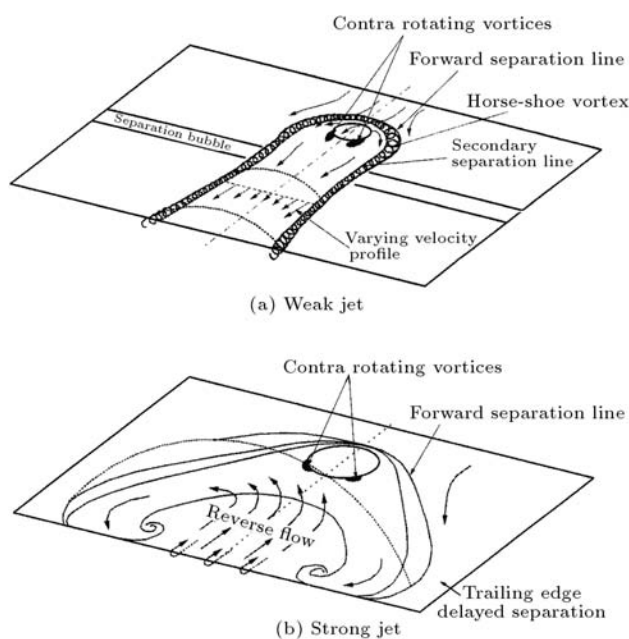 Contra rotating vortices
Forward separation line
Horse-shoe vortex
Separation bubble
Secondary
separation line
Varying velocity
profile
(a) Weak jet
Contra rotating vortices
Forward separation line
Reverse flow
Trailing edge
delayed separation
(b) Strong jet